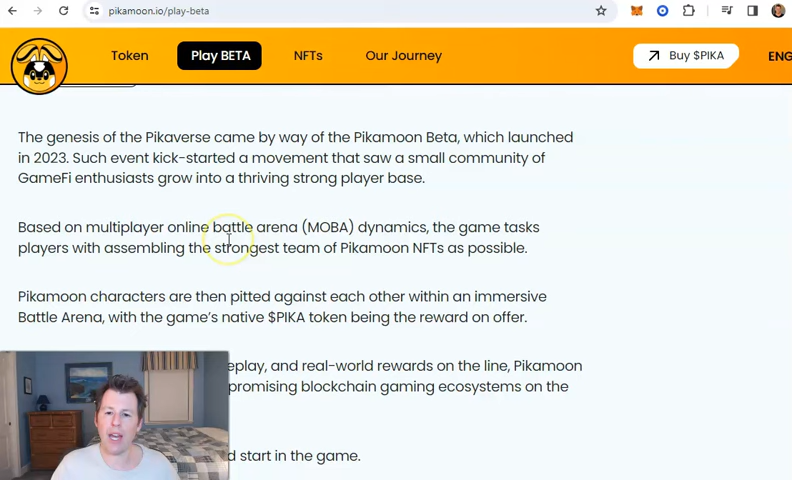 pikamoon.io/play-beta
Token
Play BETA
NFTs
Our Journey
Buy $PIKA
ENG
The genesis of the Pikaverse came by way of the Pikamoon Beta, which launched
in 2023. Such event kick-started a movement that saw a small community of
GameFi enthusiasts grow into a thriving strong player base.
Based on multiplayer online battle arena (MOBA) dynamics, the game tasks
players with assembling the strongest team of Pikamoon NFTs as possible.
Pikamoon characters are then pitted against each other within an immersive
Battle Arena, with the game's native $PIKA token being the reward on offer.
eplay, and real-world rewards on the line, Pikamoon
promising blockchain gaming ecosystems on the
d start in the game.